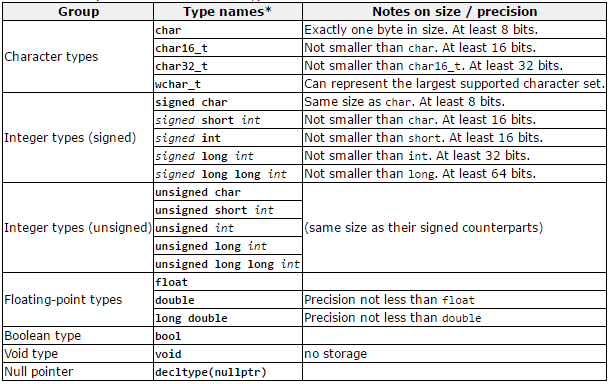 Group Type names* Notes on size / precision
Character types
char Exactly one byte in size. At least 8 bits.
char16_t Not smaller than char. At least 16 bits.
char32_t Not smaller than char16_t. At least 32 bits.
wchar_t Can represent the largest supported character set.
Integer types (signed)
signed char Same size as char. At least 8 bits.
signed short int Not smaller than char. At least 16 bits.
signed int Not smaller than short. At least 16 bits.
signed long int Not smaller than int. At least 32 bits.
signed long long int Not smaller than long. At least 64 bits.
Integer types (unsigned)
unsigned char
unsigned short int
unsigned int
unsigned long int
unsigned long long int
(same size as their signed counterparts)
Floating-point types
float
double Precision not less than float
long double Precision not less than double
Boolean type bool
Void type void no storage
Null pointer decltype(nullptr)